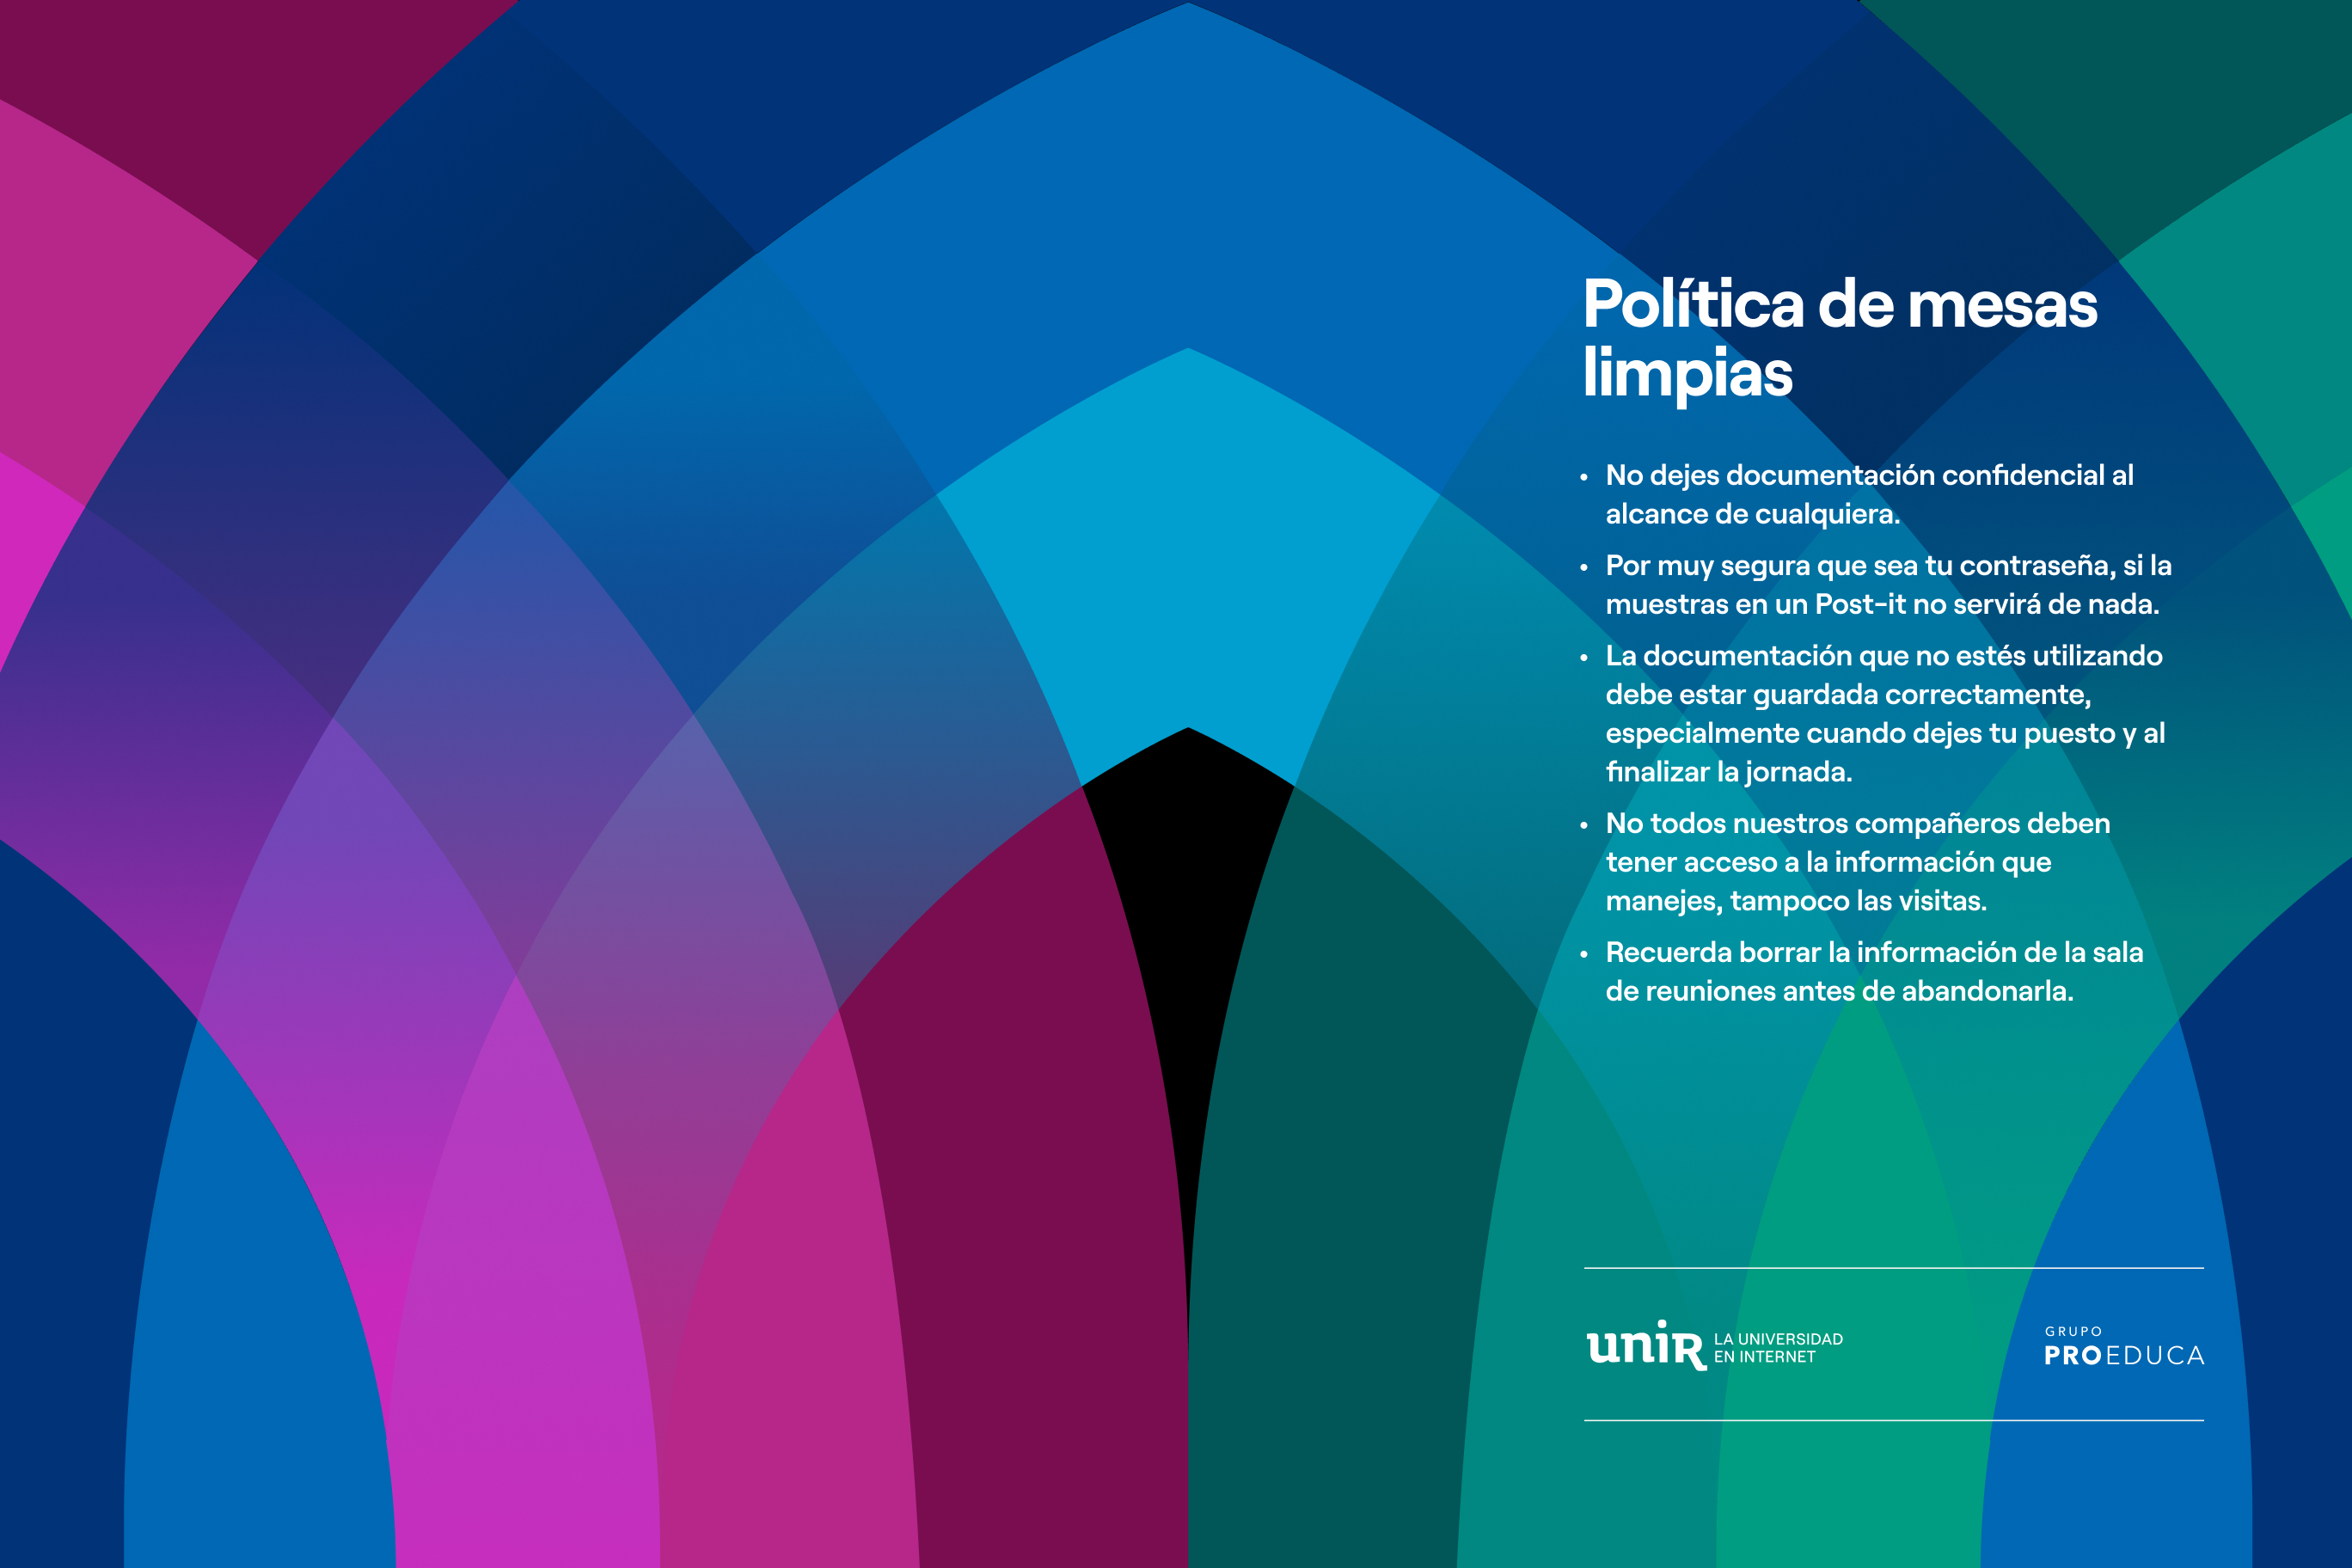 Política de mesas
limpias
• No dejes documentación confidencial al
alcance de cualquiera.
• Por muy segura que sea tu contraseña, si la
muestras en un Post-it no servirá de nada.
• La documentación que no estés utilizando
debe estar guardada correctamente,
especialmente cuando dejes tu puesto y al
finalizar la jornada.
• No todos nuestros compañeros deben
tener acceso a la información que
manejes, tampoco las visitas.
• Recuerda borrar la información de la sala
de reuniones antes de abandonarla.
unir LA UNIVERSIDAD
EN INTERNET
GRUPO
PROEDUCA